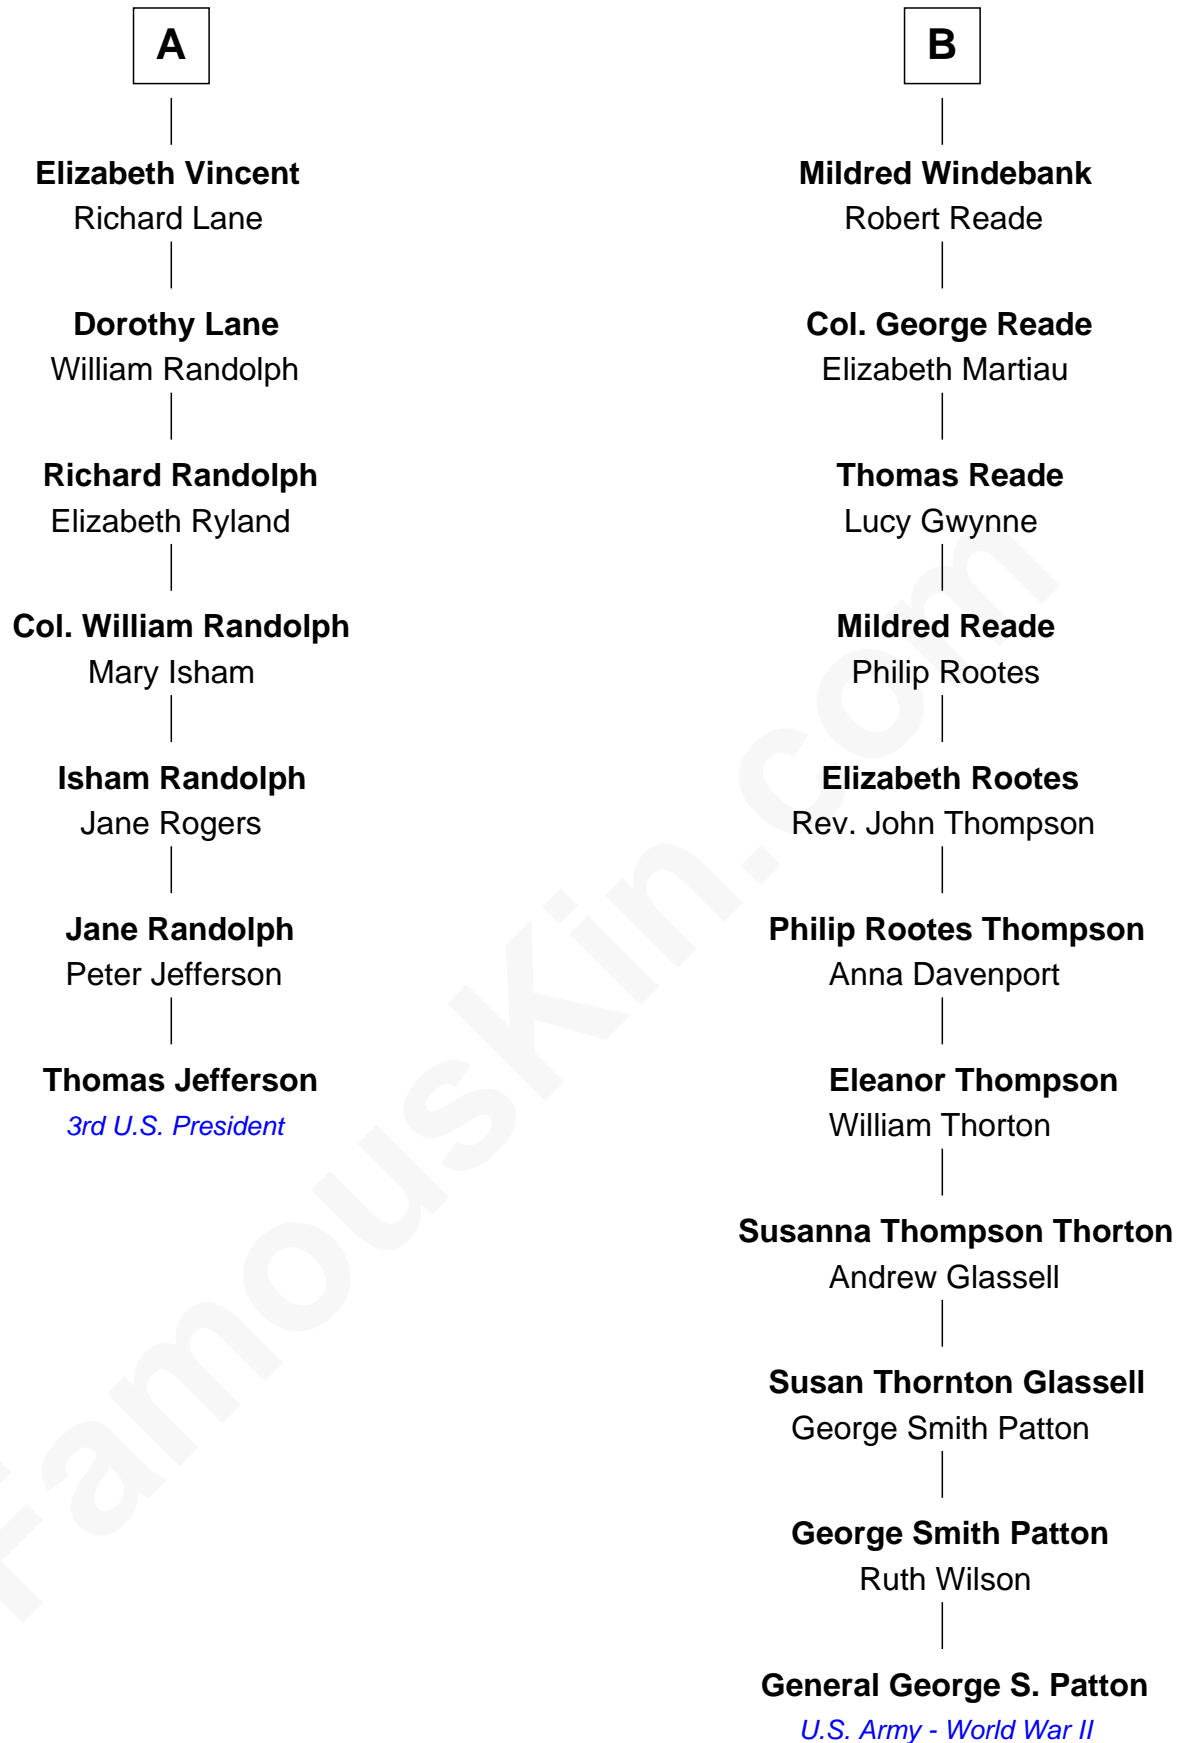 A
Elizabeth Vincent
Richard Lane
Dorothy Lane
William Randolph
Richard Randolph
Elizabeth Ryland
Col. William Randolph
Mary Isham
Isham Randolph
Jane Rogers
Jane Randolph
Peter Jefferson
Thomas Jefferson
3rd U.S. President
B
Mildred Windebank
Robert Reade
Col. George Reade
Elizabeth Martiau
Thomas Reade
Lucy Gwynne
Mildred Reade
Philip Rootes
Elizabeth Rootes
Rev. John Thompson
Philip Rootes Thompson
Anna Davenport
Eleanor Thompson
William Thorton
Susanna Thompson Thorton
Andrew Glassell
Susan Thornton Glassell
George Smith Patton
George Smith Patton
Ruth Wilson
General George S. Patton
U.S. Army - World War II
FamousKin.com